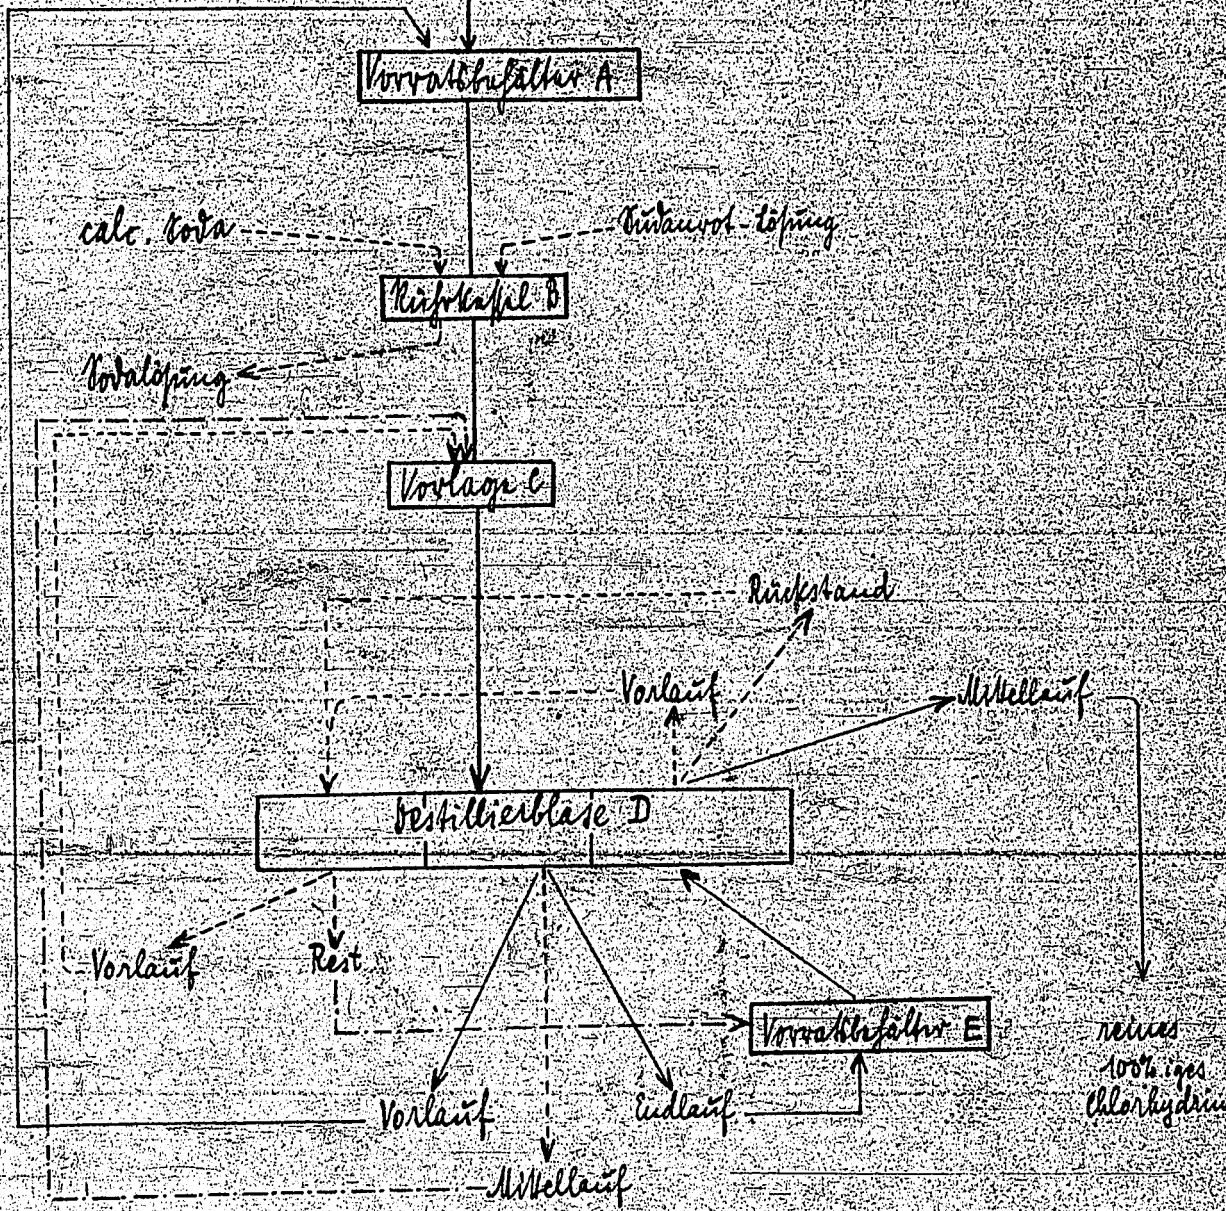 Vorratsbehälter A
calc. Soda
Sudanrot-Lösung
Rührkessel B
Sodalösung
Vorlage C
Rückstand
Vorlauf
Mittellauf
Destillierblase D
Vorlauf
Rest
Vorratsbehälter E
reines
100%iges
Chlorhydrin
Vorlauf
Endlauf
Mittellauf